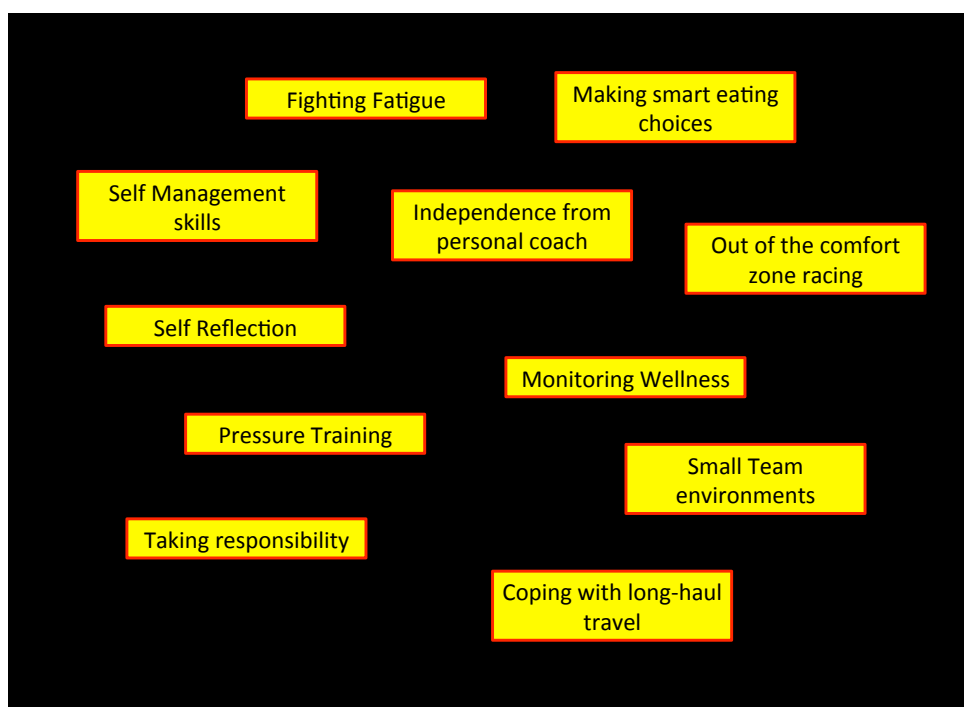 Fighting Fatigue
Making smart eating
choices
Self Management
skills
Independence from
personal coach
Out of the comfort
zone racing
Self Reflection
Monitoring Wellness
Pressure Training
Small Team
environments
Taking responsibility
Coping with long-haul
travel